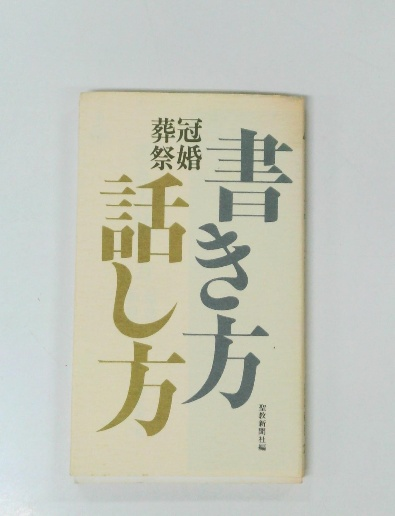 冠婚
葬祭
書き方
話し方
聖教新聞社編